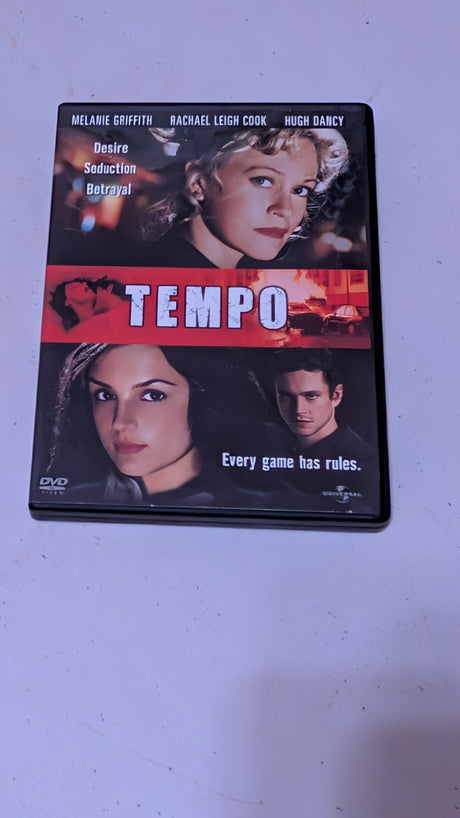 MELANIE GRIFFITH RACHAEL LEIGH COOK HUGH DANCY
Desire
Seduction
Betrayal
TEMPO
Every game has rules.
DVD
VIDEO
UNIVERSAL